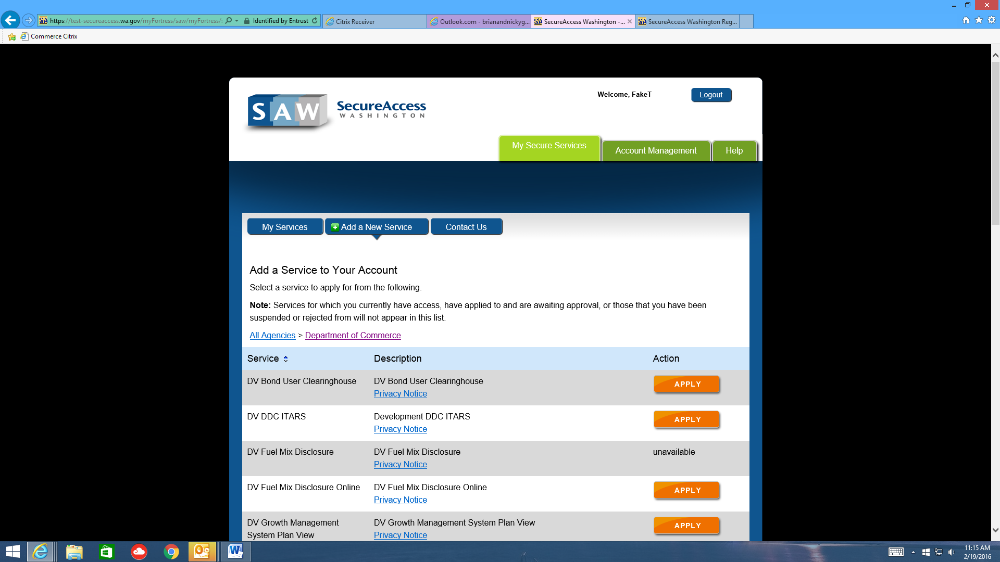 https://test-secureaccess.wa.gov/myFortress/saw/myFortress/
Identified by Entrust
Citrix Receiver
Outlook.com - brianandnickyg...
SecureAccess Washington -...
SecureAccess Washington Reg...
Commerce Citrix
Welcome, FakeT
Logout
SAW
SecureAccess
WASHINGTON
My Secure Services
Account Management
Help
My Services
Add a New Service
Contact Us
Add a Service to Your Account
Select a service to apply for from the following.
Note: Services for which you currently have access, have applied to and are awaiting approval, or those that you have been
suspended or rejected from will not appear in this list.
All Agencies > Department of Commerce
Service Description Action
DV Bond User Clearinghouse DV Bond User Clearinghouse APPLY
Privacy Notice
DV DDC ITARS Development DDC ITARS APPLY
Privacy Notice
DV Fuel Mix Disclosure DV Fuel Mix Disclosure unavailable
Privacy Notice
DV Fuel Mix Disclosure Online DV Fuel Mix Disclosure Online APPLY
Privacy Notice
DV Growth Management DV Growth Management System Plan View APPLY
System Plan View Privacy Notice
11:15 AM
2/19/2016